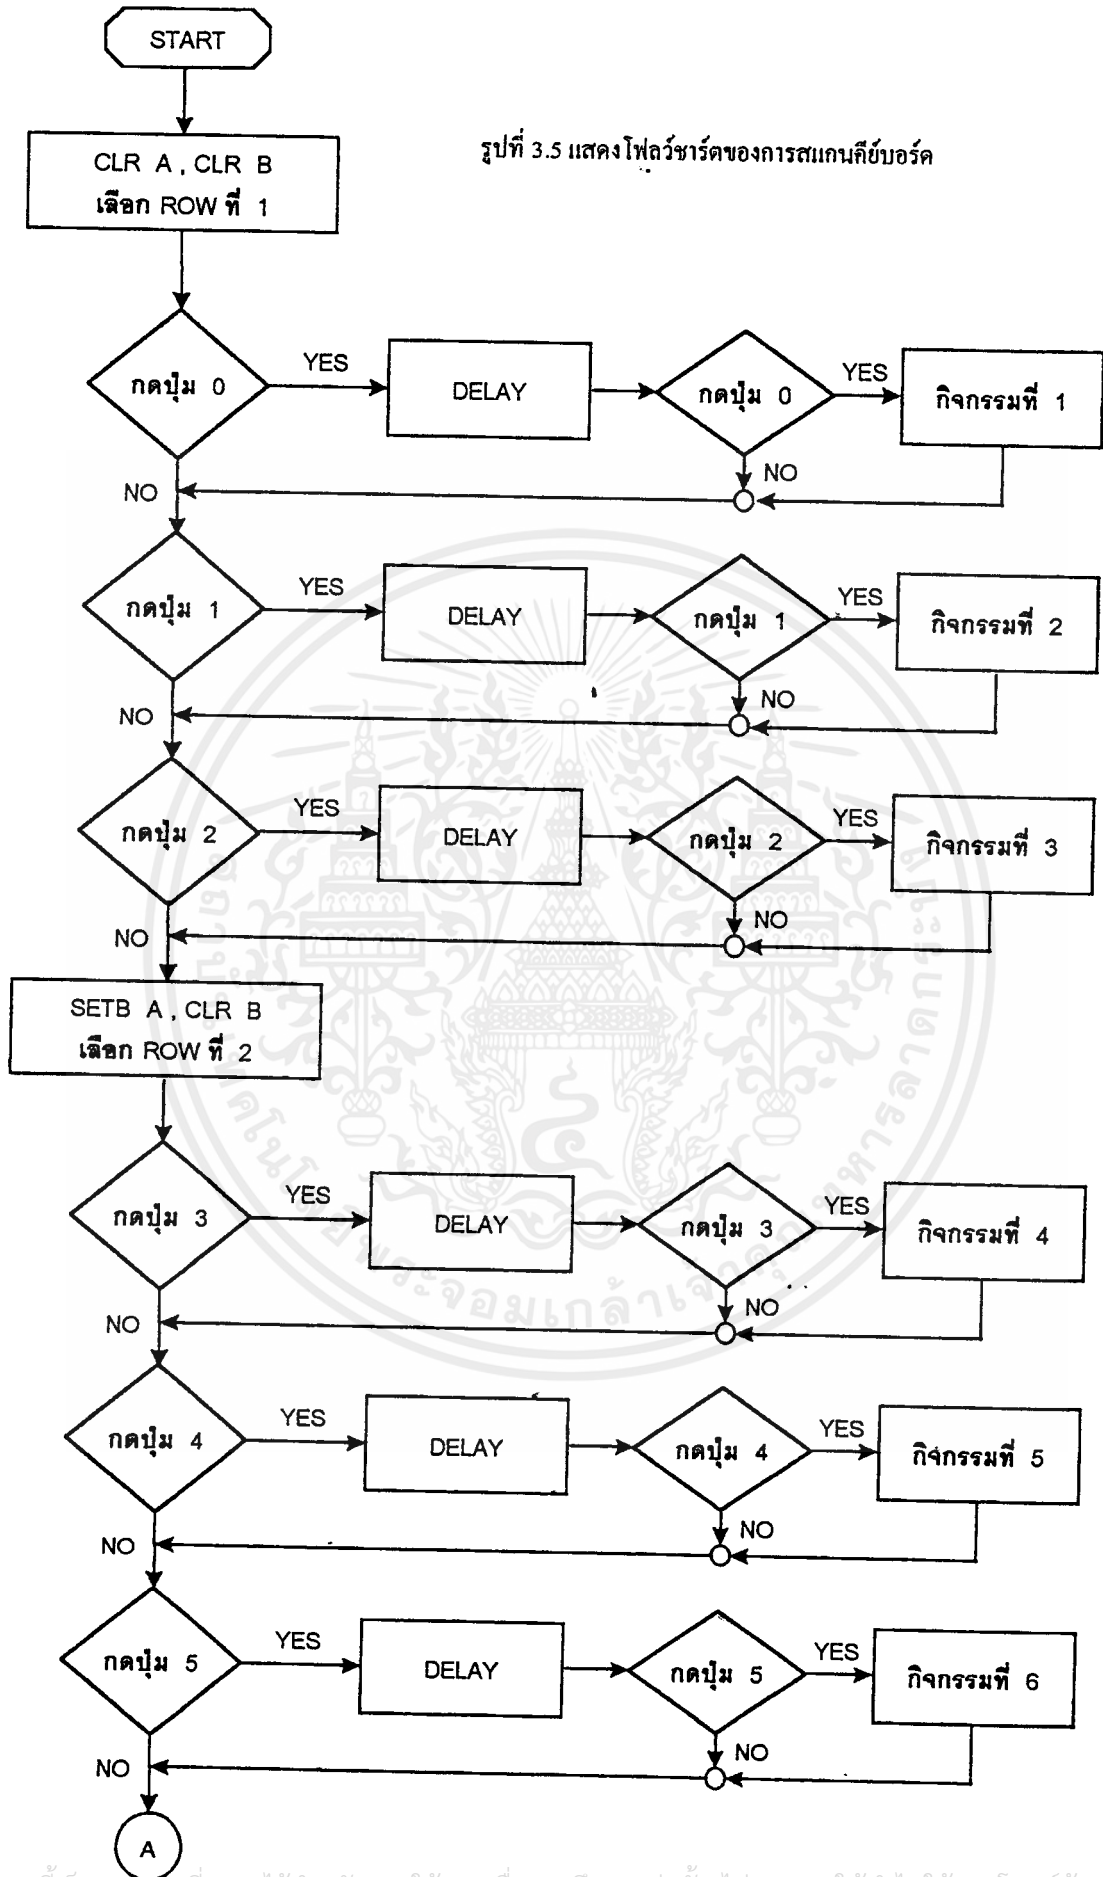 START
รูปที่ 3.5 แสดงโฟลว์ชาร์ตของการสแกนคีย์บอร์ด
CLR A , CLR B
เลือก ROW ที่ 1
กดปุ่ม 0
YES
DELAY
กดปุ่ม 0
YES
กิจกรรมที่ 1
NO
NO
กดปุ่ม 1
YES
DELAY
กดปุ่ม 1
YES
กิจกรรมที่ 2
NO
NO
กดปุ่ม 2
YES
DELAY
กดปุ่ม 2
YES
กิจกรรมที่ 3
NO
NO
SETB A , CLR B
เลือก ROW ที่ 2
กดปุ่ม 3
YES
DELAY
กดปุ่ม 3
YES
กิจกรรมที่ 4
NO
NO
กดปุ่ม 4
YES
DELAY
กดปุ่ม 4
YES
กิจกรรมที่ 5
NO
NO
กดปุ่ม 5
YES
DELAY
กดปุ่ม 5
YES
กิจกรรมที่ 6
NO
NO
A